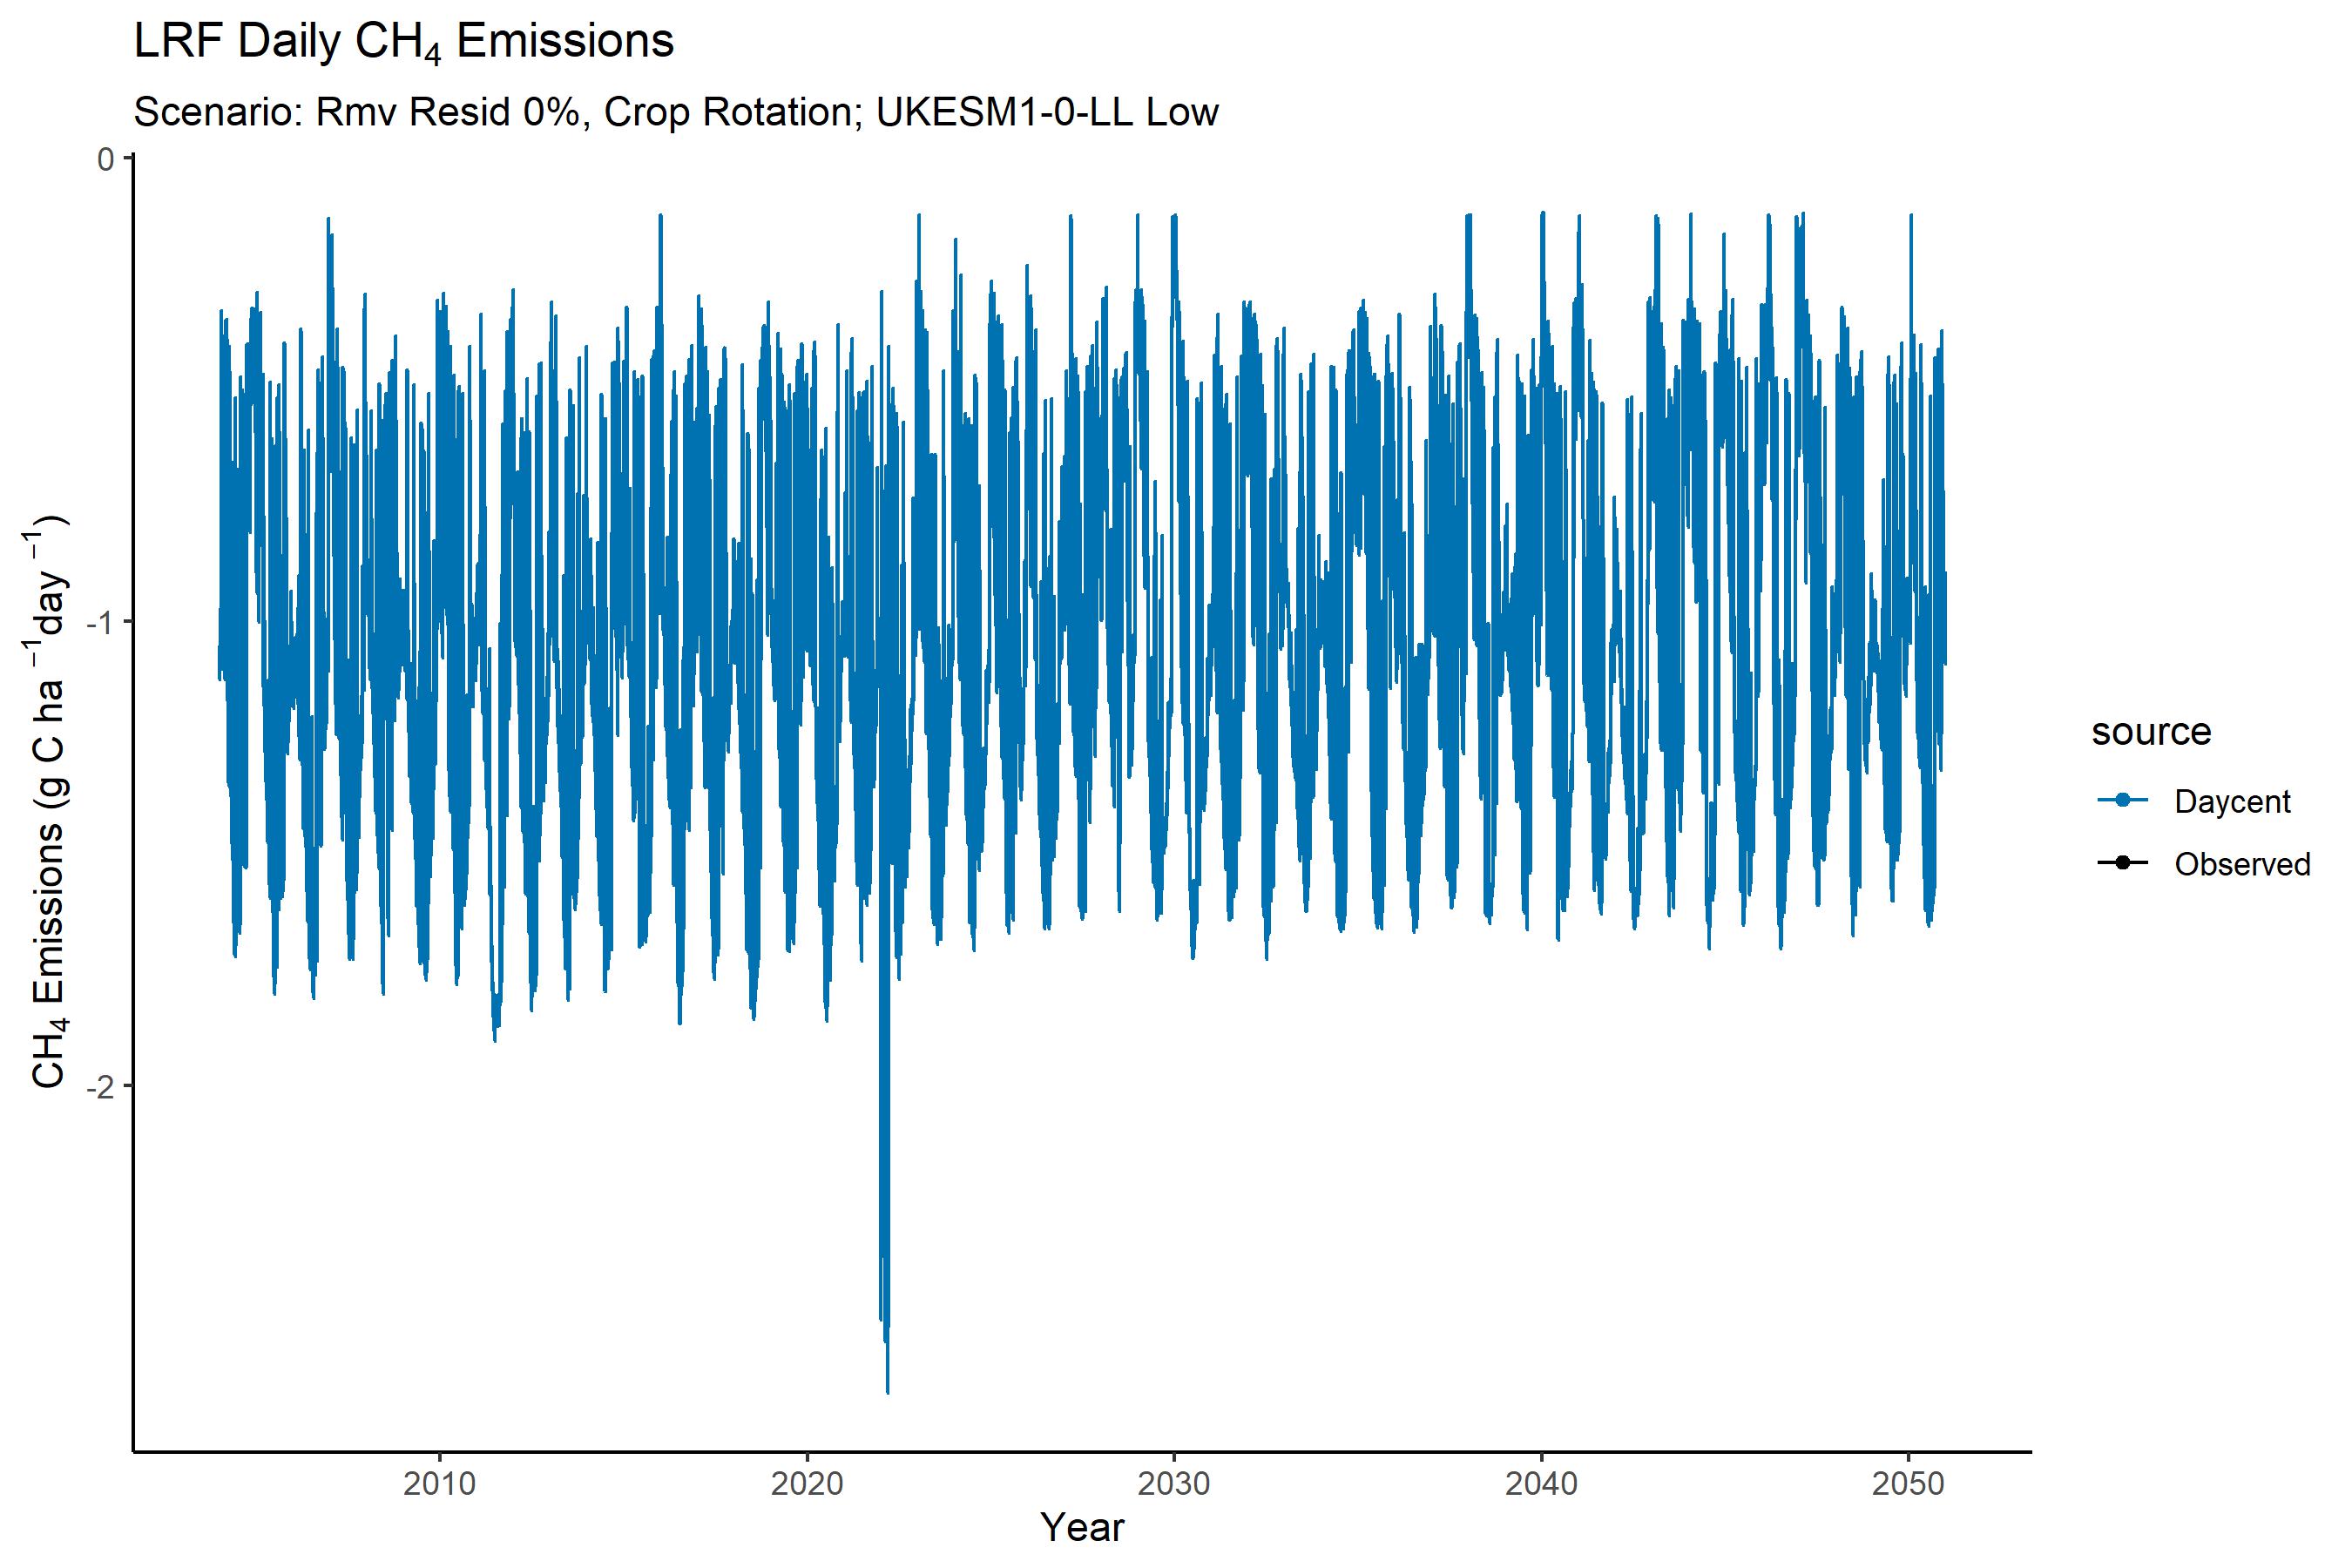 LRF Daily CH₄ Emissions
Scenario: Rmv Resid 0%, Crop Rotation; UKESM1-0-LL Low
0
-1
-2
CH₄ Emissions (g C ha ⁻¹day ⁻¹)
2010 2020 2030 2040 2050
Year
source
Daycent
Observed